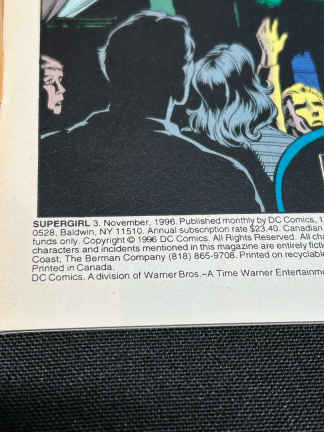 SUPERGIRL 3. November, 1996. Published monthly by DC Comics, 1
0528, Baldwin, NY 11510. Annual subscription rate $23.40. Canadian
funds only. Copyright © 1996 DC Comics. All Rights Reserved. All cha
characters and incidents mentioned in this magazine are entirely fictio
Coast, The Berman Company (818) 865-9708. Printed on recyclable
Printed in Canada.
DC Comics. A division of Warner Bros.–A Time Warner Entertainme